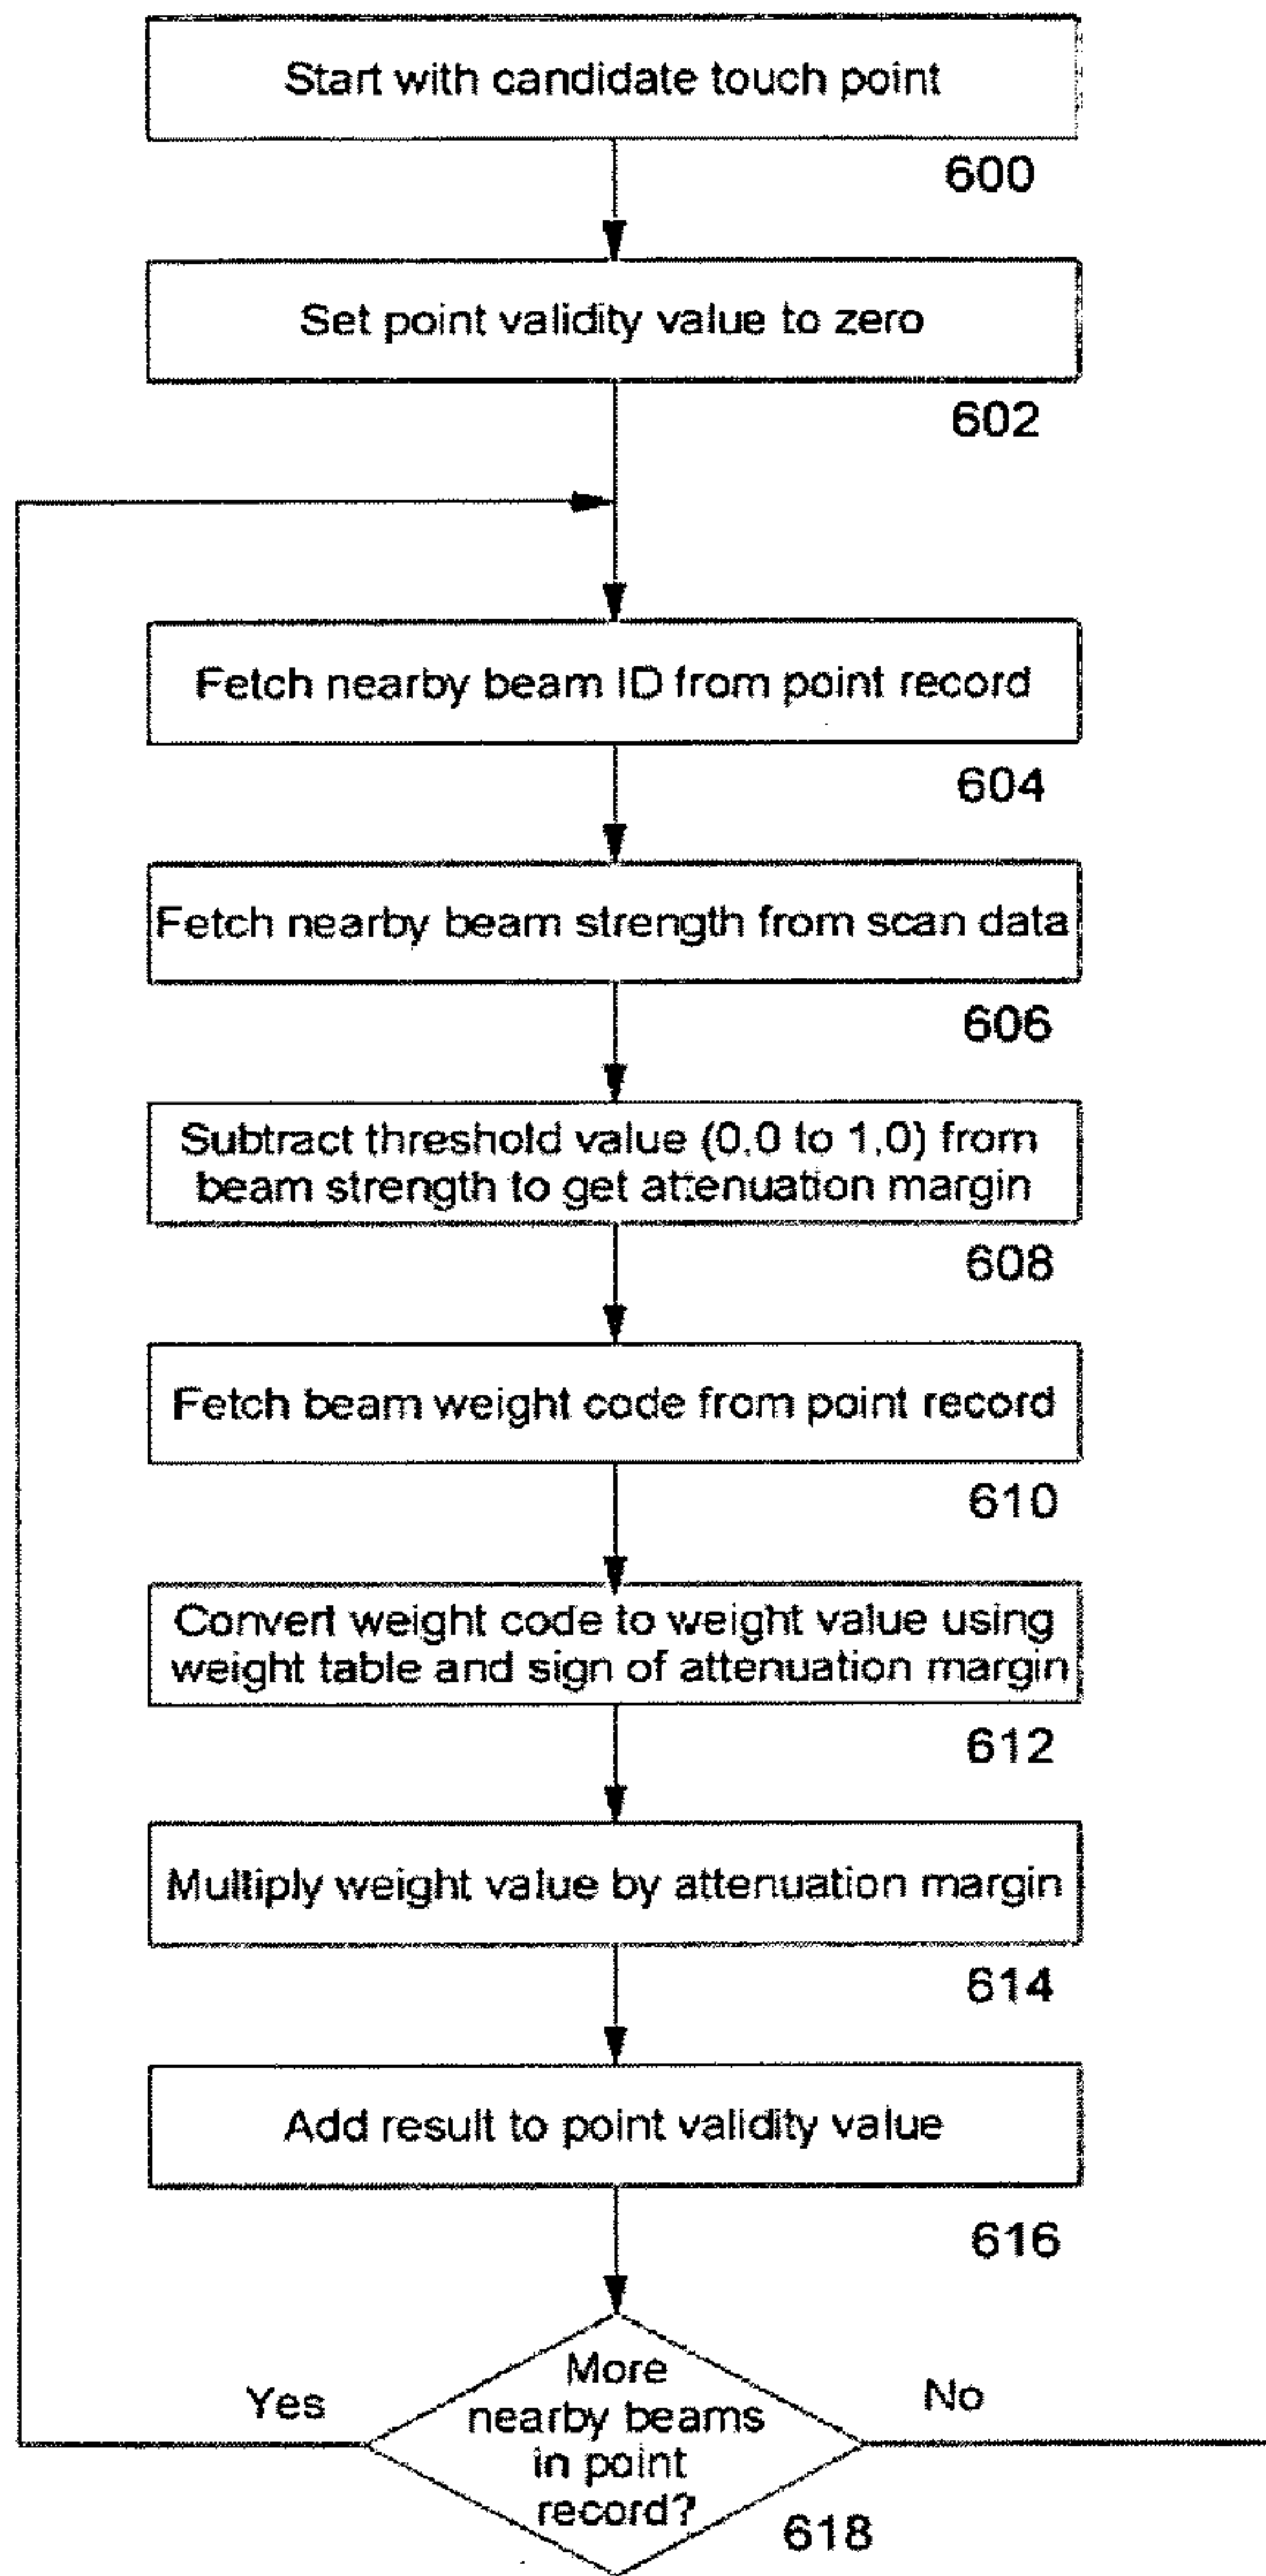 Start with candidate touch point
600
Set point validity value to zero
602
Fetch nearby beam ID from point record
604
Fetch nearby beam strength from scan data
606
Subtract threshold value (0.0 to 1.0) from
beam strength to get attenuation margin
608
Fetch beam weight code from point record
610
Convert weight code to weight value using
weight table and sign of attenuation margin
612
Multiply weight value by attenuation margin
614
Add result to point validity value
616
Yes
More
nearby beams
in point
record?
No
618